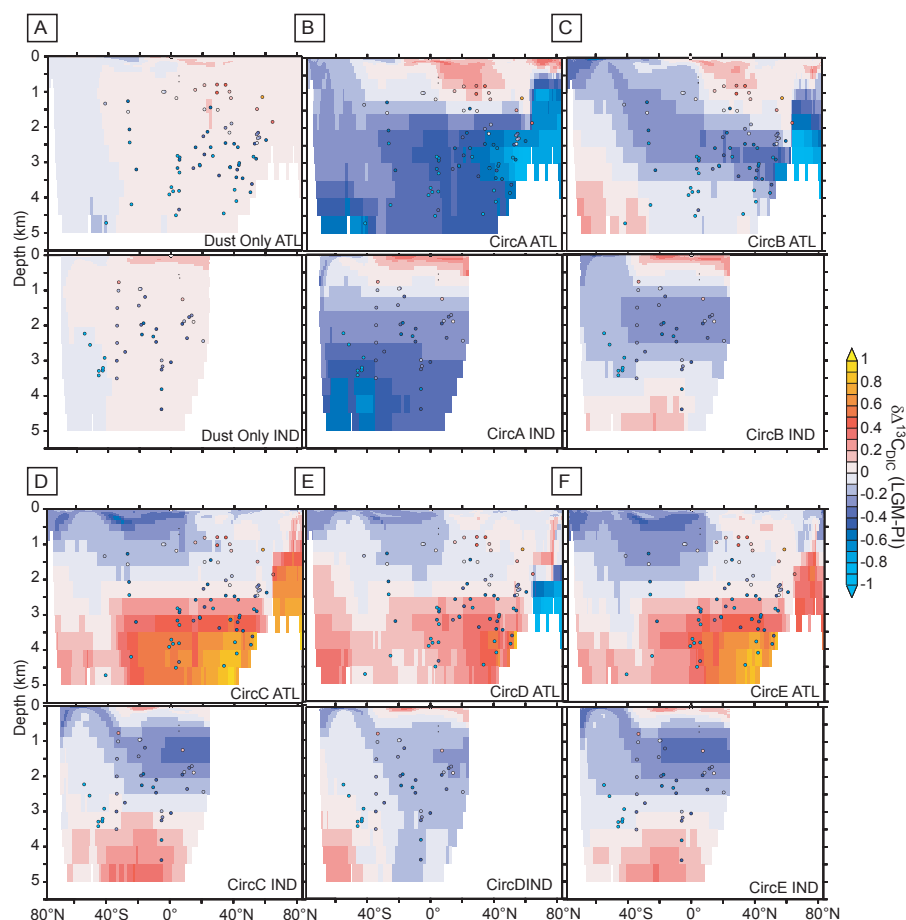 A
B
C
0
1
2
3
4
5
Depth (km)
Dust Only ATL
CircA ATL
CircB ATL
0
1
2
3
4
5
Dust Only IND
CircA IND
CircB IND
1
0.8
0.6
0.4
0.2
0
-0.2
-0.4
-0.6
-0.8
-1
δΔ¹³C_DIC (LGM-PI)
D
E
F
0
1
2
3
4
5
Depth (km)
CircC ATL
CircD ATL
CircE ATL
0
1
2
3
4
5
CircC IND
CircDIND
CircE IND
80°N 40°S 0° 40°N 80°N 40°S 0° 40°N 80°N 40°S 0° 40°N 80°N